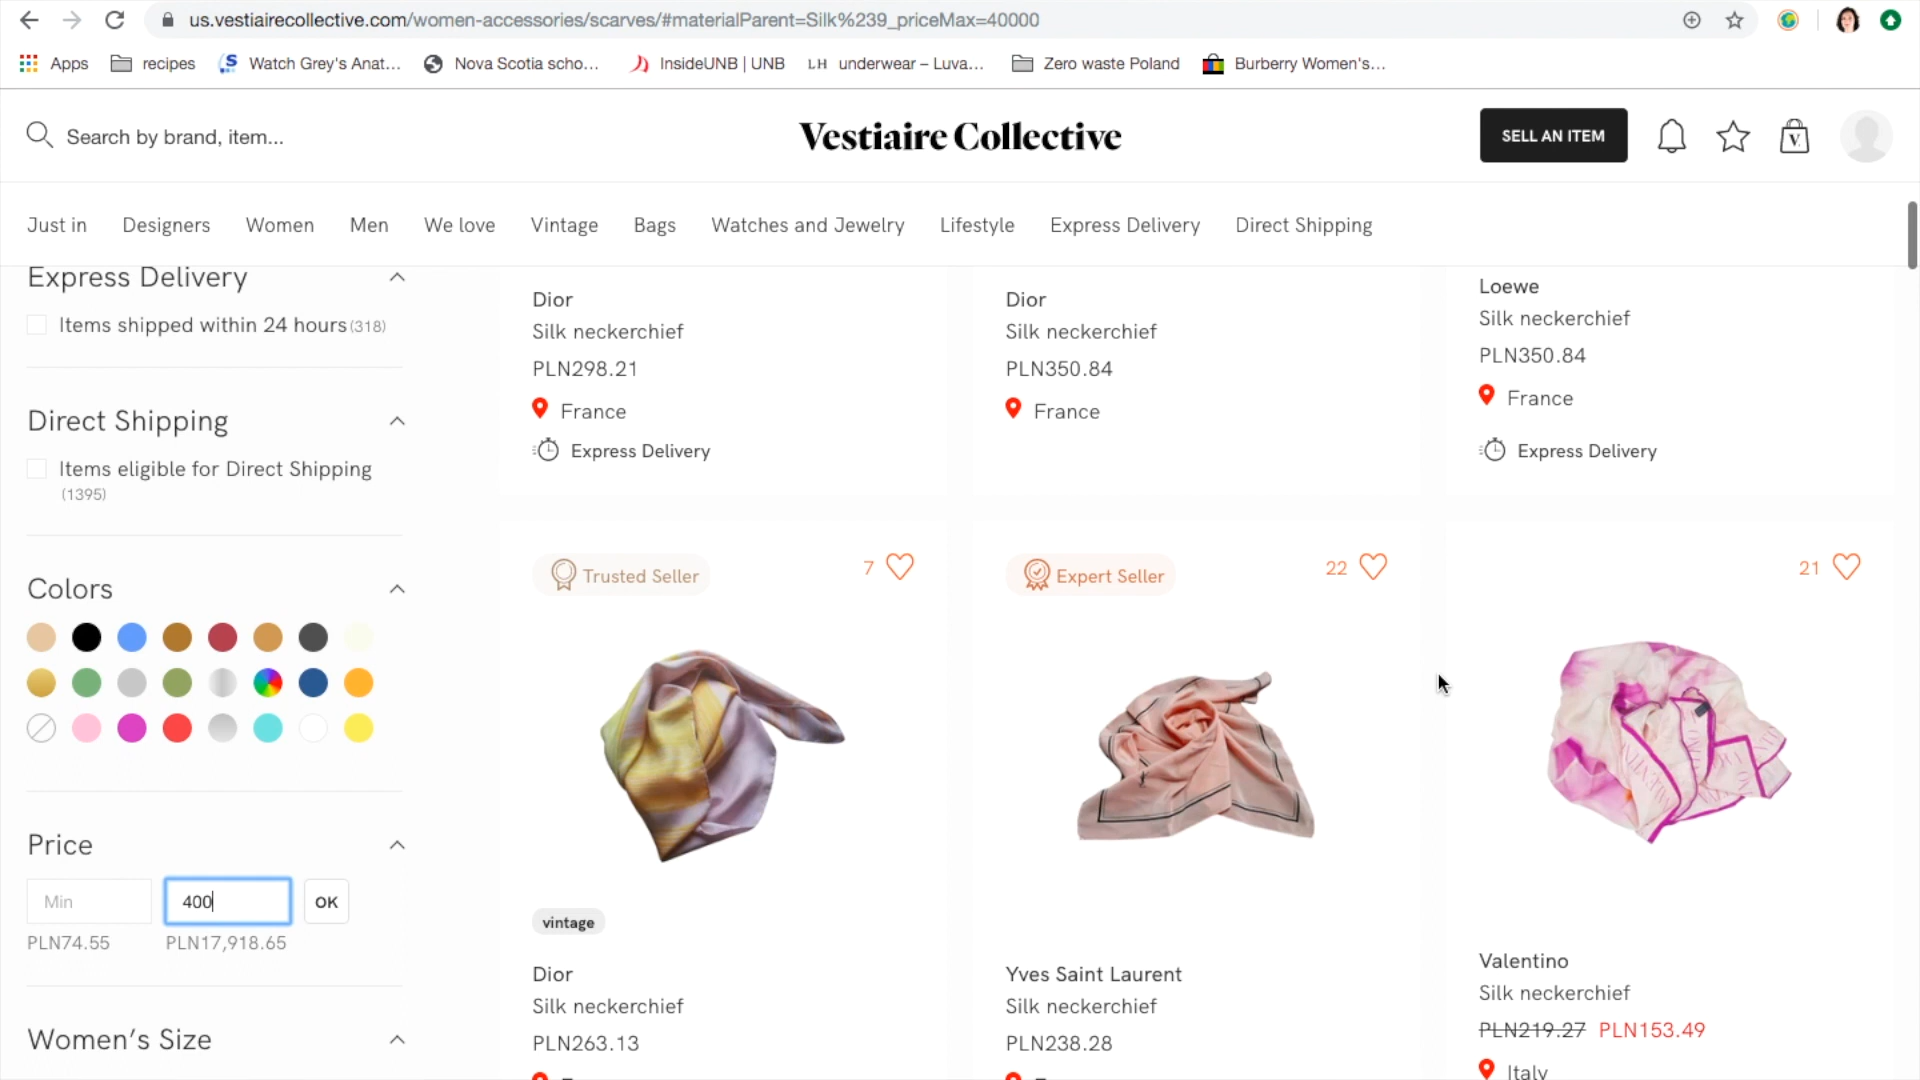 us.vestiairecollective.com/women-accessories/scarves/#materialParent=Silk%239_priceMax=40000
Apps
recipes
Watch Grey's Anat...
Nova Scotia scho...
InsideUNB | UNB
LH underwear – Luva...
Zero waste Poland
Burberry Women's...
Search by brand, item...
Vestiaire Collective
SELL AN ITEM
V
Just in
Designers
Women
Men
We love
Vintage
Bags
Watches and Jewelry
Lifestyle
Express Delivery
Direct Shipping
Express Delivery
Items shipped within 24 hours (318)
Direct Shipping
Items eligible for Direct Shipping
(1395)
Colors
Price
Min
400
OK
PLN74.55
PLN17,918.65
Women's Size
Dior
Silk neckerchief
PLN298.21
France
Express Delivery
Dior
Silk neckerchief
PLN350.84
France
Loewe
Silk neckerchief
PLN350.84
France
Express Delivery
Trusted Seller
7
vintage
Dior
Silk neckerchief
PLN263.13
Expert Seller
22
Yves Saint Laurent
Silk neckerchief
PLN238.28
21
Valentino
Silk neckerchief
PLN219.27 PLN153.49
Italy